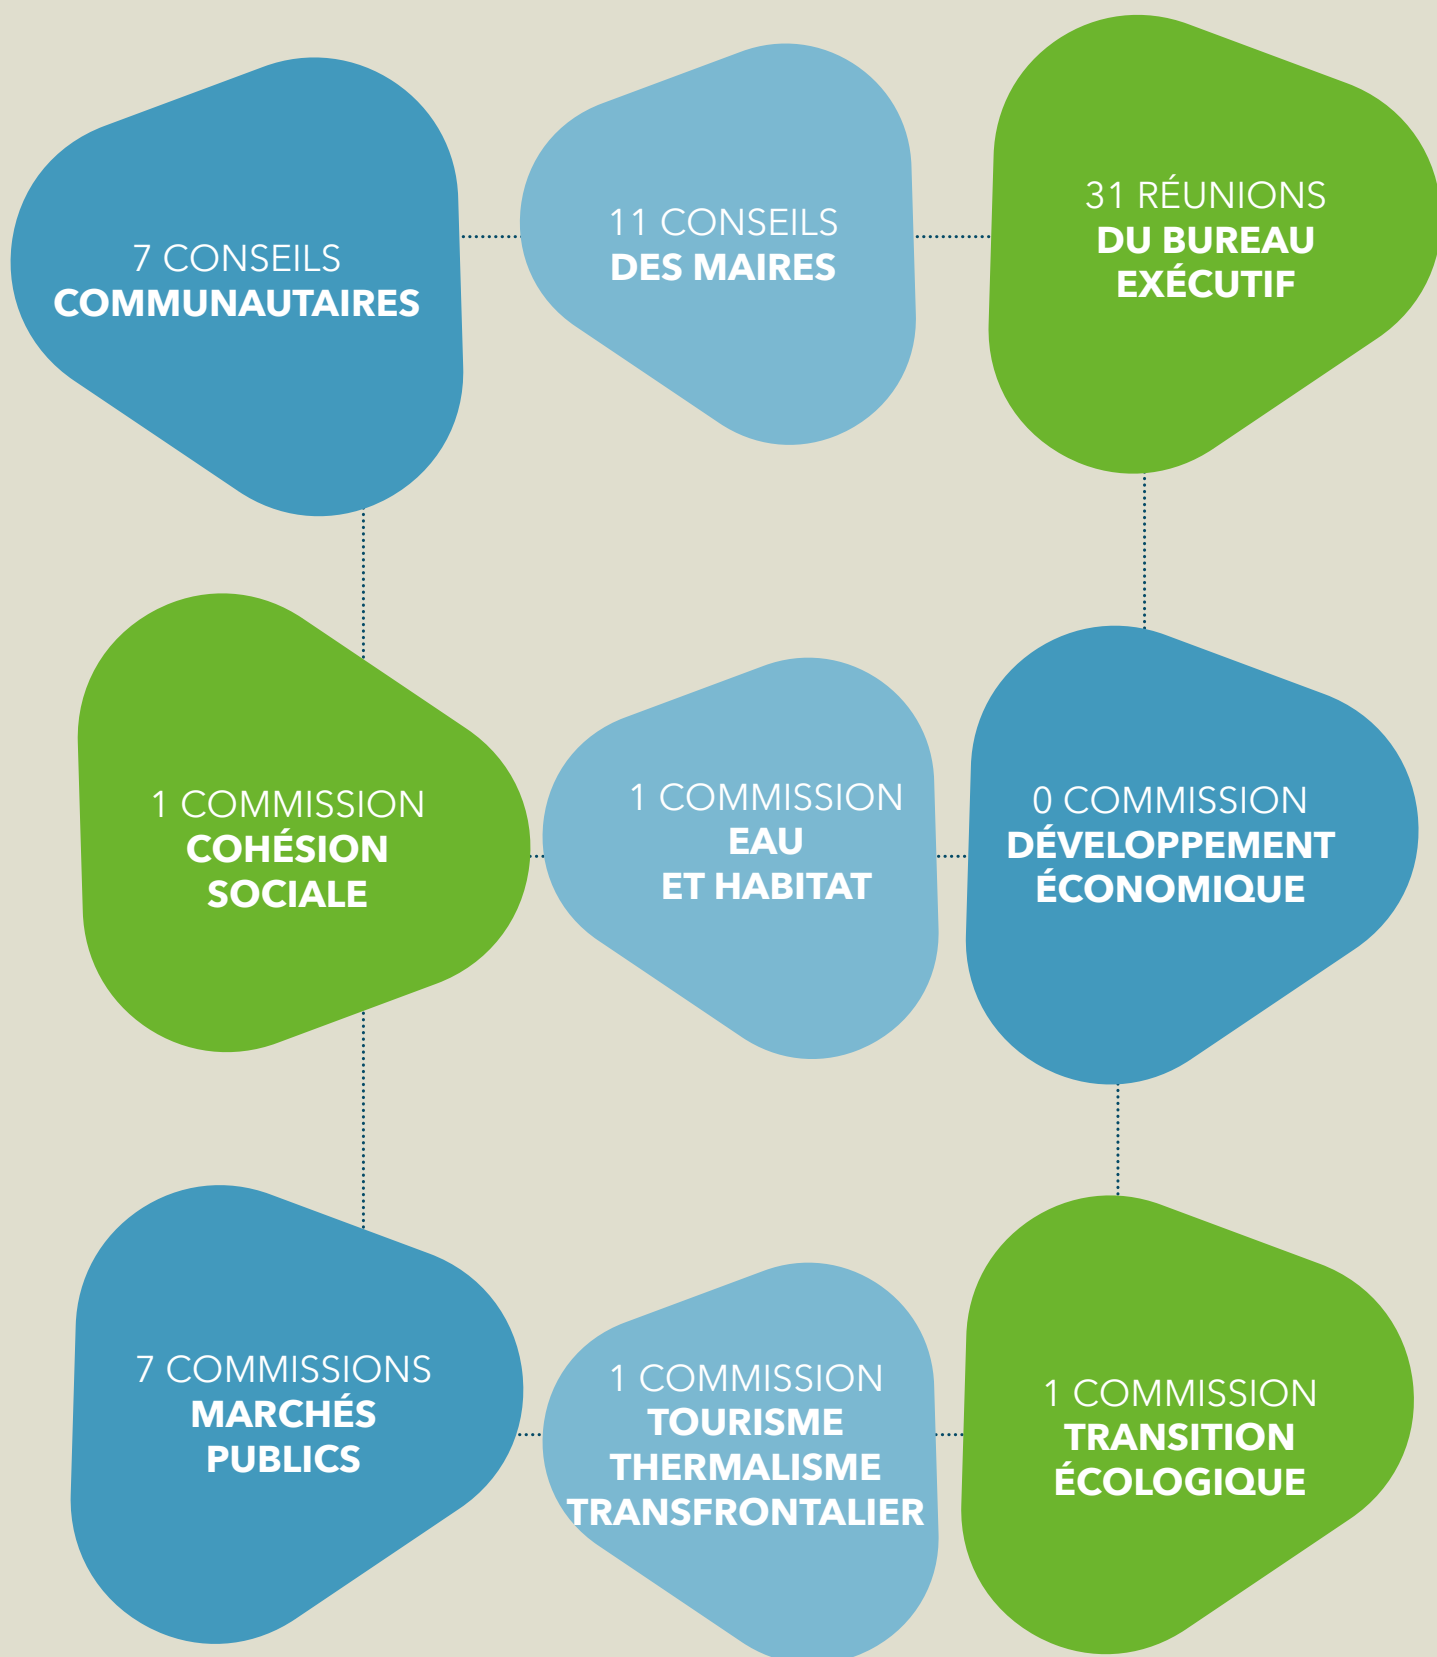 7 CONSEILS
COMMUNAUTAIRES
11 CONSEILS
DES MAIRES
31 RÉUNIONS
DU BUREAU
EXÉCUTIF
1 COMMISSION
COHÉSION
SOCIALE
1 COMMISSION
EAU
ET HABITAT
0 COMMISSION
DÉVELOPPEMENT
ÉCONOMIQUE
7 COMMISSIONS
MARCHÉS
PUBLICS
1 COMMISSION
TOURISME
THERMALISME
TRANSFRONTALIER
1 COMMISSION
TRANSITION
ÉCOLOGIQUE